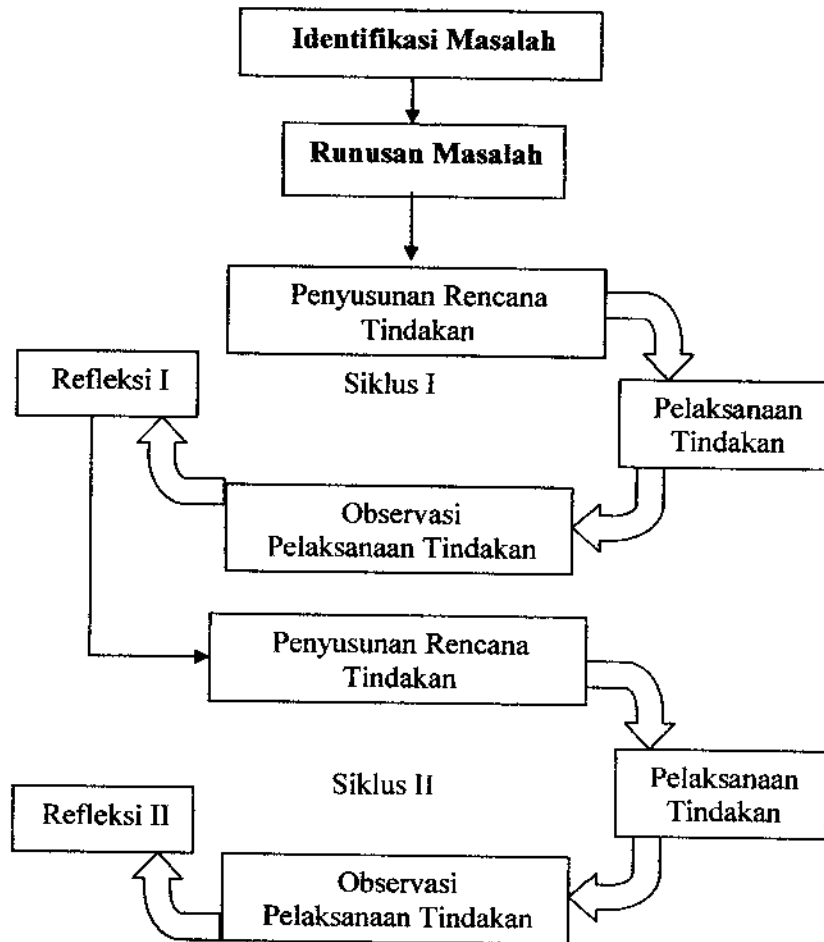 Identifikasi Masalah
Runusan Masalah
Penyusunan Rencana
Tindakan
Refleksi I
Siklus I
Pelaksanaan
Tindakan
Observasi
Pelaksanaan Tindakan
Penyusunan Rencana
Tindakan
Siklus II
Pelaksanaan
Tindakan
Refleksi II
Observasi
Pelaksanaan Tindakan